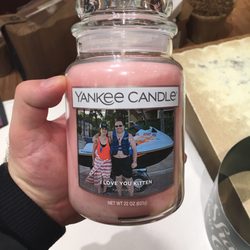 YANKEE CANDLE
I LOVE YOU KITTEN
NET WT 22 OZ (623g)